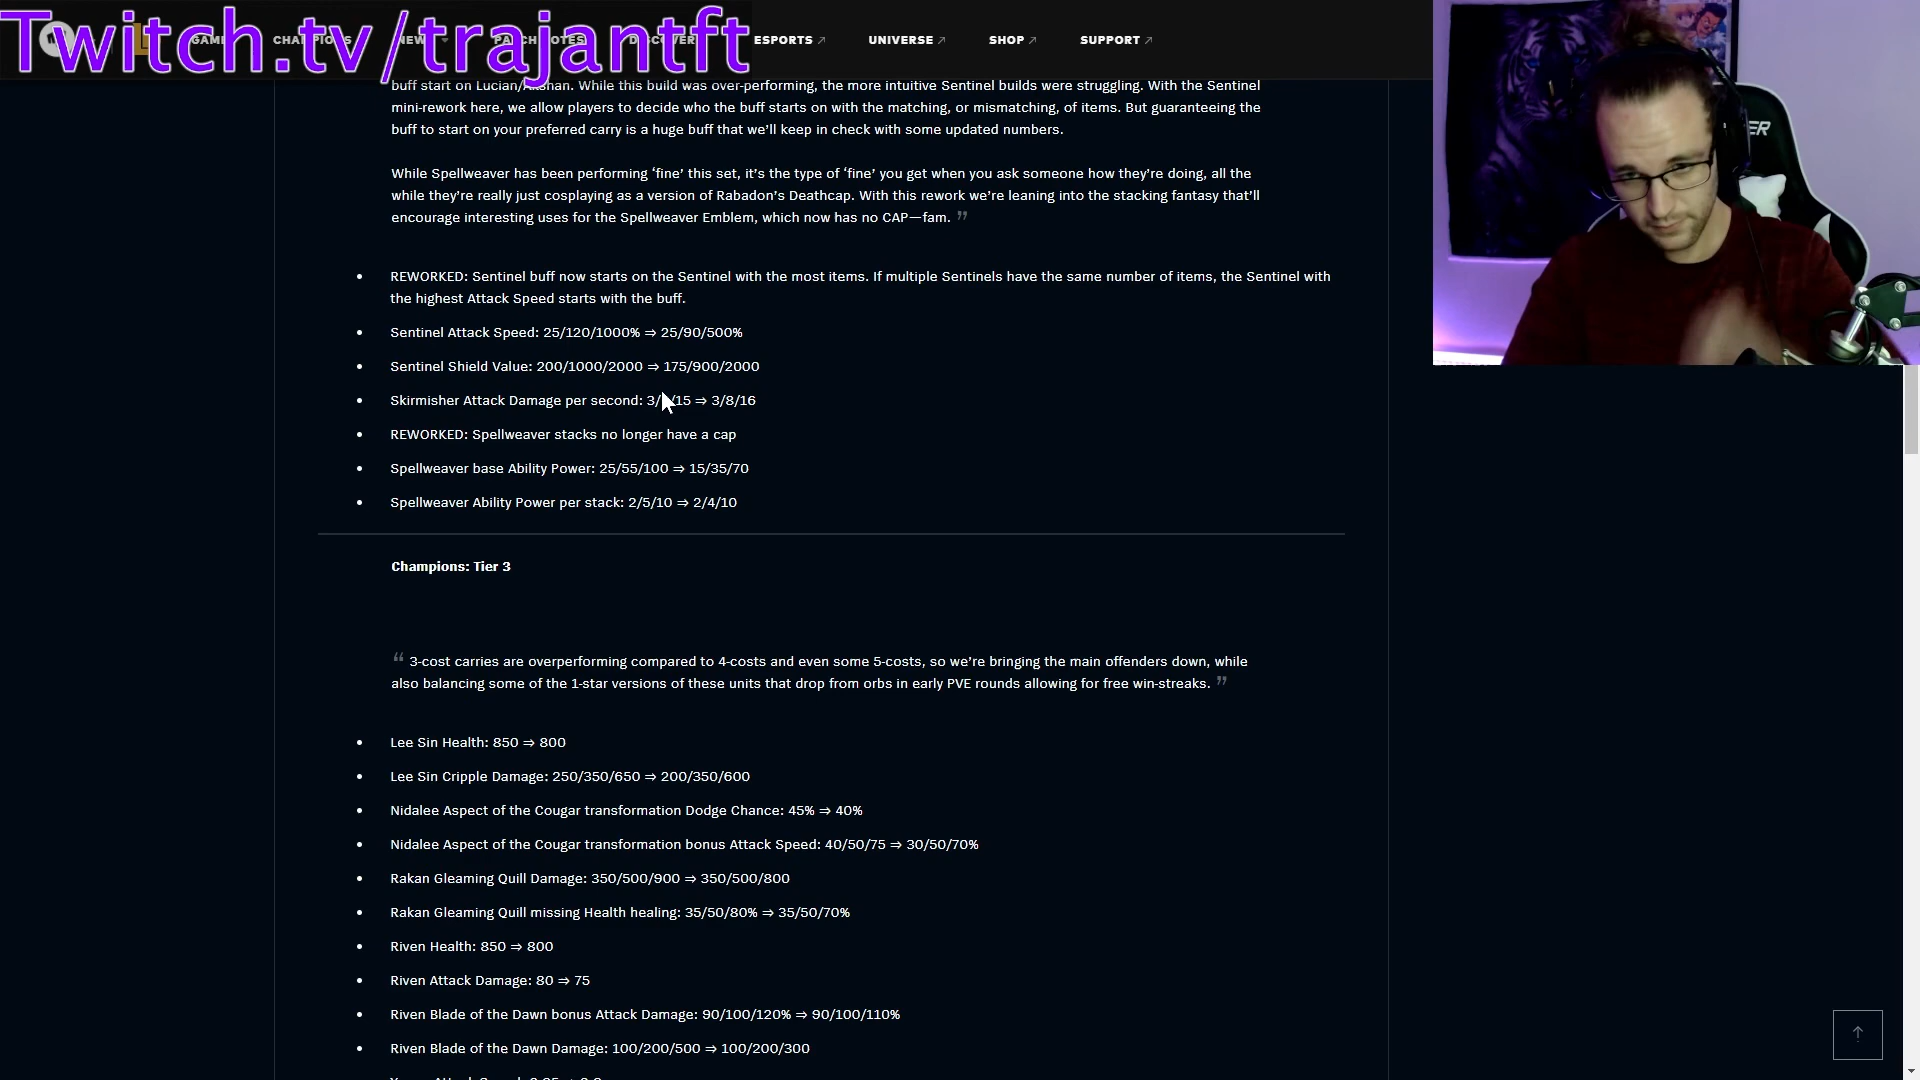 Twitch.tv/trajantft
ESPORTS UNIVERSE SHOP SUPPORT
buff start on Lucian/Akshan. While this build was over-performing, the more intuitive Sentinel builds were struggling. With the Sentinel
mini-rework here, we allow players to decide who the buff starts on with the matching, or mismatching, of items. But guaranteeing the
buff to start on your preferred carry is a huge buff that we’ll keep in check with some updated numbers.
While Spellweaver has been performing ‘fine’ this set, it’s the type of ‘fine’ you get when you ask someone how they’re doing, all the
while they’re really just cosplaying as a version of Rabadon’s Deathcap. With this rework we’re leaning into the stacking fantasy that’ll
encourage interesting uses for the Spellweaver Emblem, which now has no CAP—fam. ”
• REWORKED: Sentinel buff now starts on the Sentinel with the most items. If multiple Sentinels have the same number of items, the Sentinel with
the highest Attack Speed starts with the buff.
• Sentinel Attack Speed: 25/120/1000% ⇒ 25/90/500%
• Sentinel Shield Value: 200/1000/2000 ⇒ 175/900/2000
• Skirmisher Attack Damage per second: 3/ /15 ⇒ 3/8/16
• REWORKED: Spellweaver stacks no longer have a cap
• Spellweaver base Ability Power: 25/55/100 ⇒ 15/35/70
• Spellweaver Ability Power per stack: 2/5/10 ⇒ 2/4/10
Champions: Tier 3
“ 3-cost carries are overperforming compared to 4-costs and even some 5-costs, so we’re bringing the main offenders down, while
also balancing some of the 1-star versions of these units that drop from orbs in early PVE rounds allowing for free win-streaks. ”
• Lee Sin Health: 850 ⇒ 800
• Lee Sin Cripple Damage: 250/350/650 ⇒ 200/350/600
• Nidalee Aspect of the Cougar transformation Dodge Chance: 45% ⇒ 40%
• Nidalee Aspect of the Cougar transformation bonus Attack Speed: 40/50/75 ⇒ 30/50/70%
• Rakan Gleaming Quill Damage: 350/500/900 ⇒ 350/500/800
• Rakan Gleaming Quill missing Health healing: 35/50/80% ⇒ 35/50/70%
• Riven Health: 850 ⇒ 800
• Riven Attack Damage: 80 ⇒ 75
• Riven Blade of the Dawn bonus Attack Damage: 90/100/120% ⇒ 90/100/110%
• Riven Blade of the Dawn Damage: 100/200/500 ⇒ 100/200/300